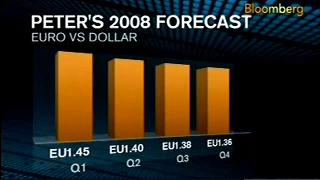 Bloomberg
PETER'S 2008 FORECAST
EURO VS DOLLAR
EU1.45 EU1.40 EU1.38 EU1.36
Q1 Q2 Q3 Q4